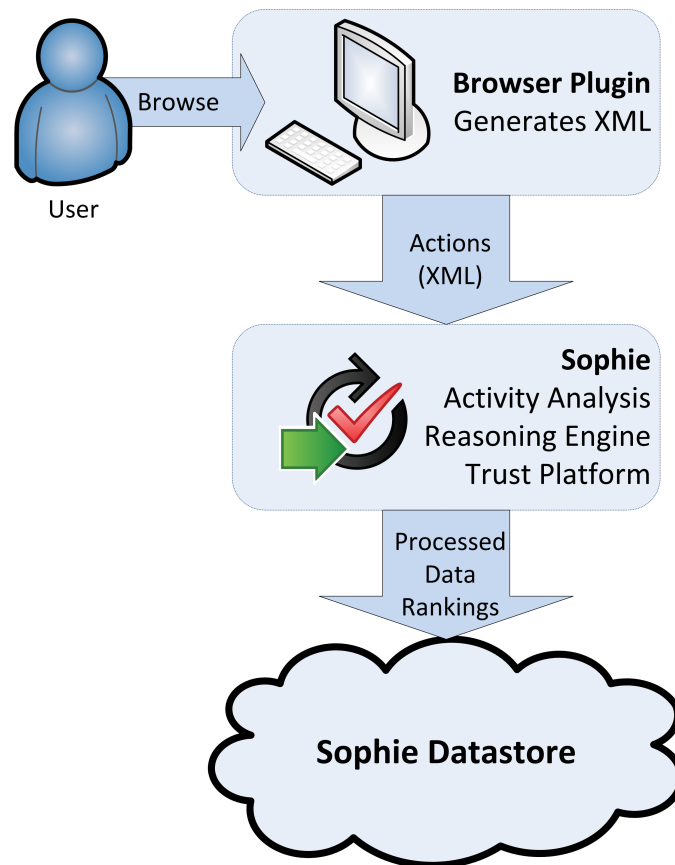 Browser Plugin
Generates XML
Browse
User
Actions
(XML)
Sophie
Activity Analysis
Reasoning Engine
Trust Platform
Processed
Data
Rankings
Sophie Datastore